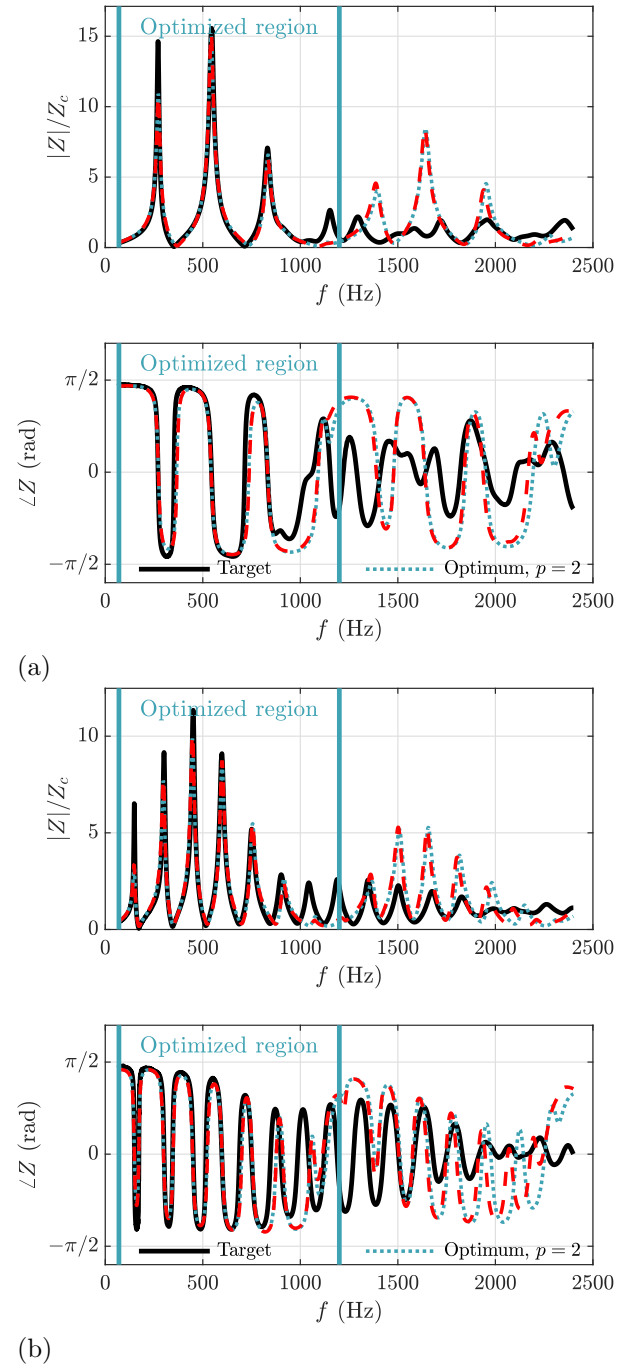 Optimized region
|Z|/Z_c
15
10
5
0
0 500 1000 1500 2000 2500
f (Hz)
Optimized region
∠Z (rad)
π/2
0
−π/2
Target
Optimum, p = 2
0 500 1000 1500 2000 2500
f (Hz)
(a)
Optimized region
|Z|/Z_c
10
5
0
0 500 1000 1500 2000 2500
f (Hz)
Optimized region
∠Z (rad)
π/2
0
−π/2
Target
Optimum, p = 2
0 500 1000 1500 2000 2500
f (Hz)
(b)